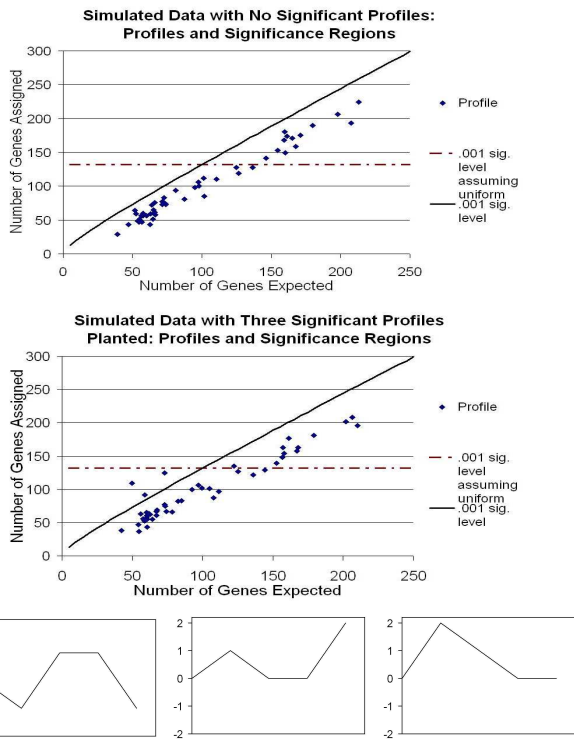 Simulated Data with No Significant Profiles:
Profiles and Significance Regions
300
250
200
150
100
50
0
Number of Genes Assigned
0 50 100 150 200 250
Number of Genes Expected
Profile
.001 sig.
level
assuming
uniform
.001 sig.
level
Simulated Data with Three Significant Profiles
Planted: Profiles and Significance Regions
300
250
200
150
100
50
0
Number of Genes Assigned
0 50 100 150 200 250
Number of Genes Expected
Profile
.001 sig.
level
assuming
uniform
.001 sig.
level
2
1
0
-1
-2
2
1
0
-1
-2